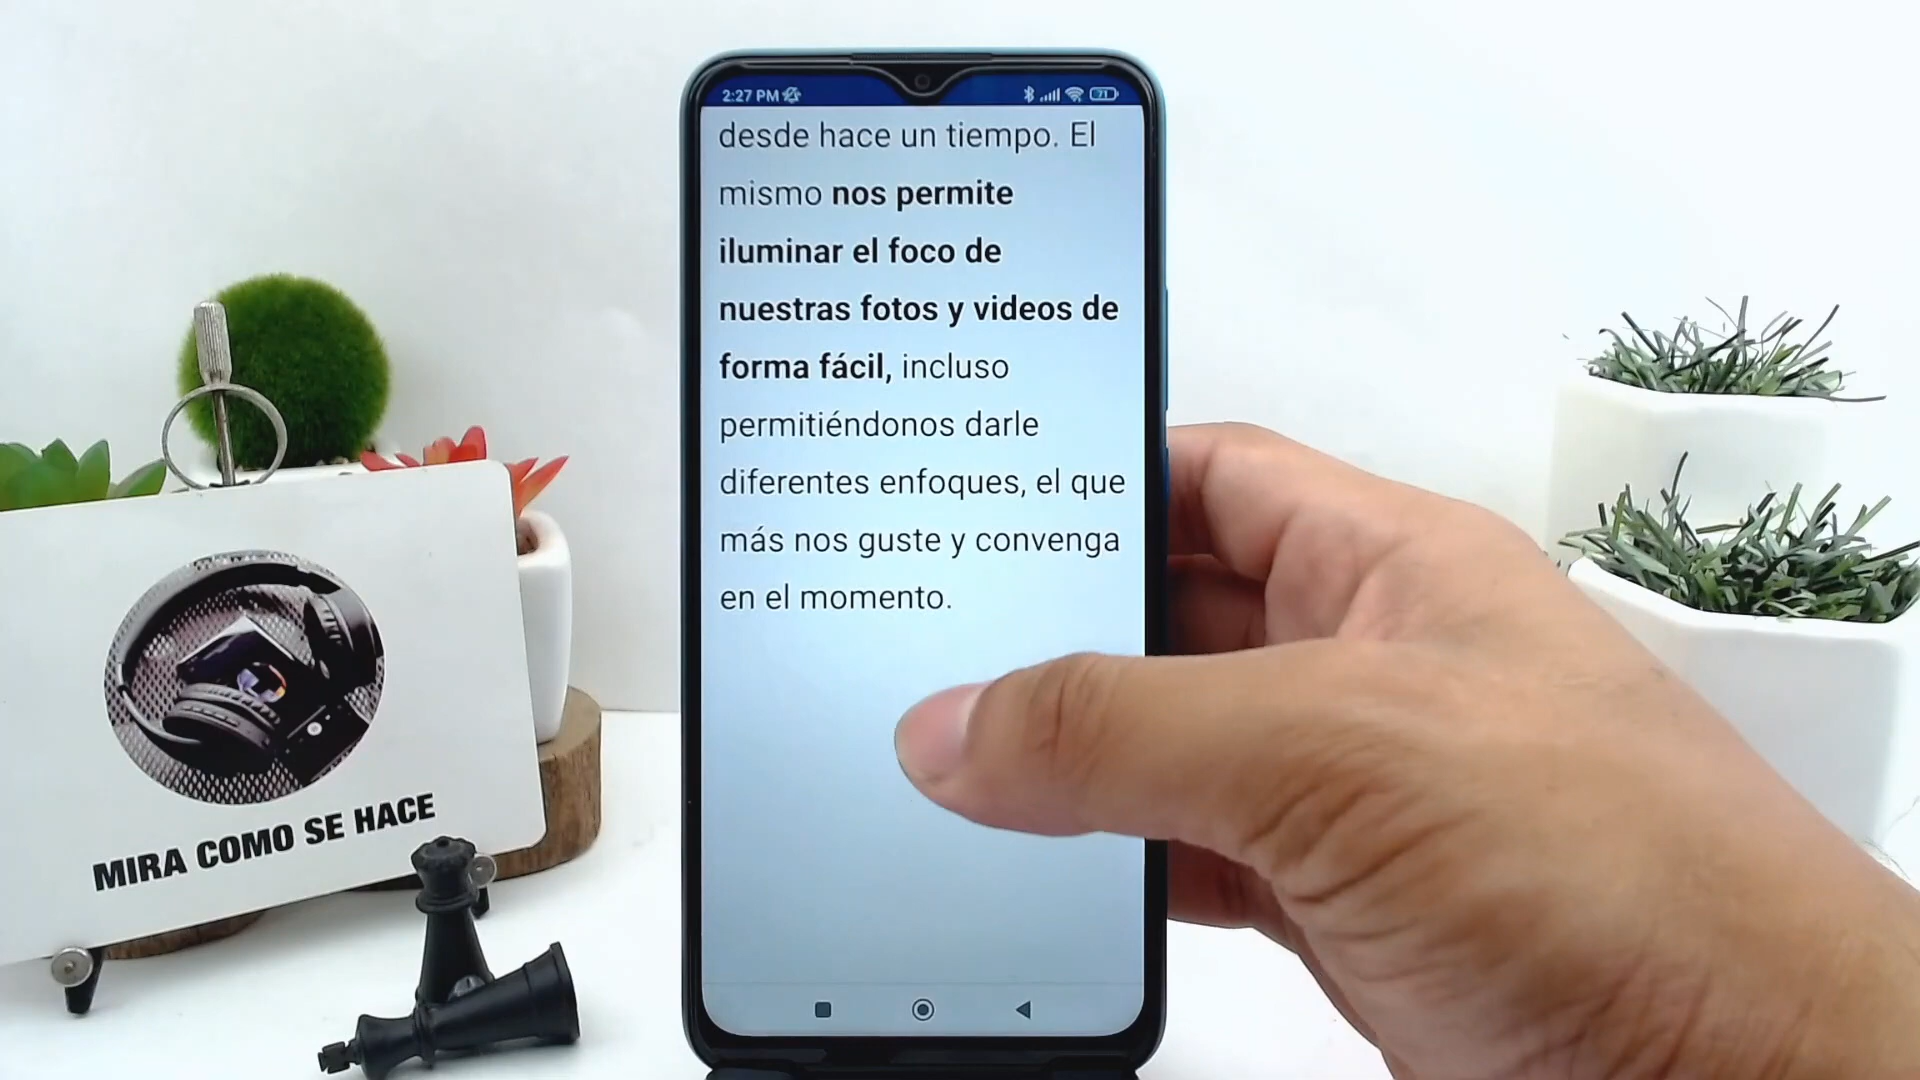 2:27 PM
71
desde hace un tiempo. El
mismo nos permite
iluminar el foco de
nuestras fotos y videos de
forma fácil, incluso
permitiéndonos darle
diferentes enfoques, el que
más nos guste y convenga
en el momento.
MIRA COMO SE HACE